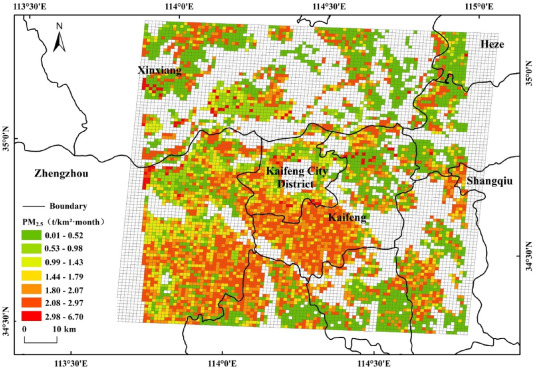 113°30'E 114°0'E 114°30'E 115°0'E
N
Heze
Xinxiang
35°0'N
35°0'N
Kaifeng City
District
Zhengzhou
Shangqiu
Boundary
Kaifeng
PM2.5 (t/km²·month)
0.01 - 0.52
0.53 - 0.98
0.99 - 1.43
34°30'N
1.44 - 1.79
1.80 - 2.07
2.08 - 2.97
2.98 - 6.70
34°30'N
0 10 km
113°30'E 114°0'E 114°30'E 115°0'E